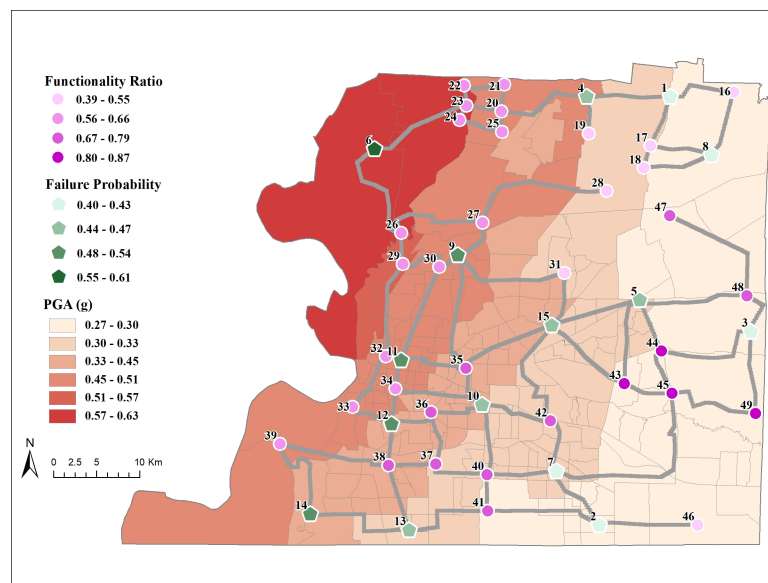 Functionality Ratio
0.39 - 0.55
0.56 - 0.66
0.67 - 0.79
0.80 - 0.87
Failure Probability
0.40 - 0.43
0.44 - 0.47
0.48 - 0.54
0.55 - 0.61
PGA (g)
0.27 - 0.30
0.30 - 0.33
0.33 - 0.45
0.45 - 0.51
0.51 - 0.57
0.57 - 0.63
N
0 2.5 5 10 Km
22 21 4 1 16
23 20
24 25 19 17
6 18 8
28
26 27 47
29 30 9 31
5 48
15 3
32 11 35 44
34 43 45
33 36 10 49
12 42
39
38 37 40 7
14 41
13 2 46